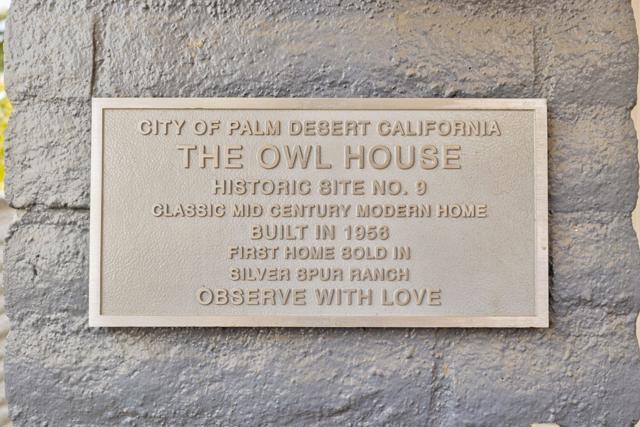 CITY OF PALM DESERT CALIFORNIA
THE OWL HOUSE
HISTORIC SITE NO. 9
CLASSIC MID CENTURY MODERN HOME
BUILT IN 1956
FIRST HOME SOLD IN
SILVER SPUR RANCH
OBSERVE WITH LOVE